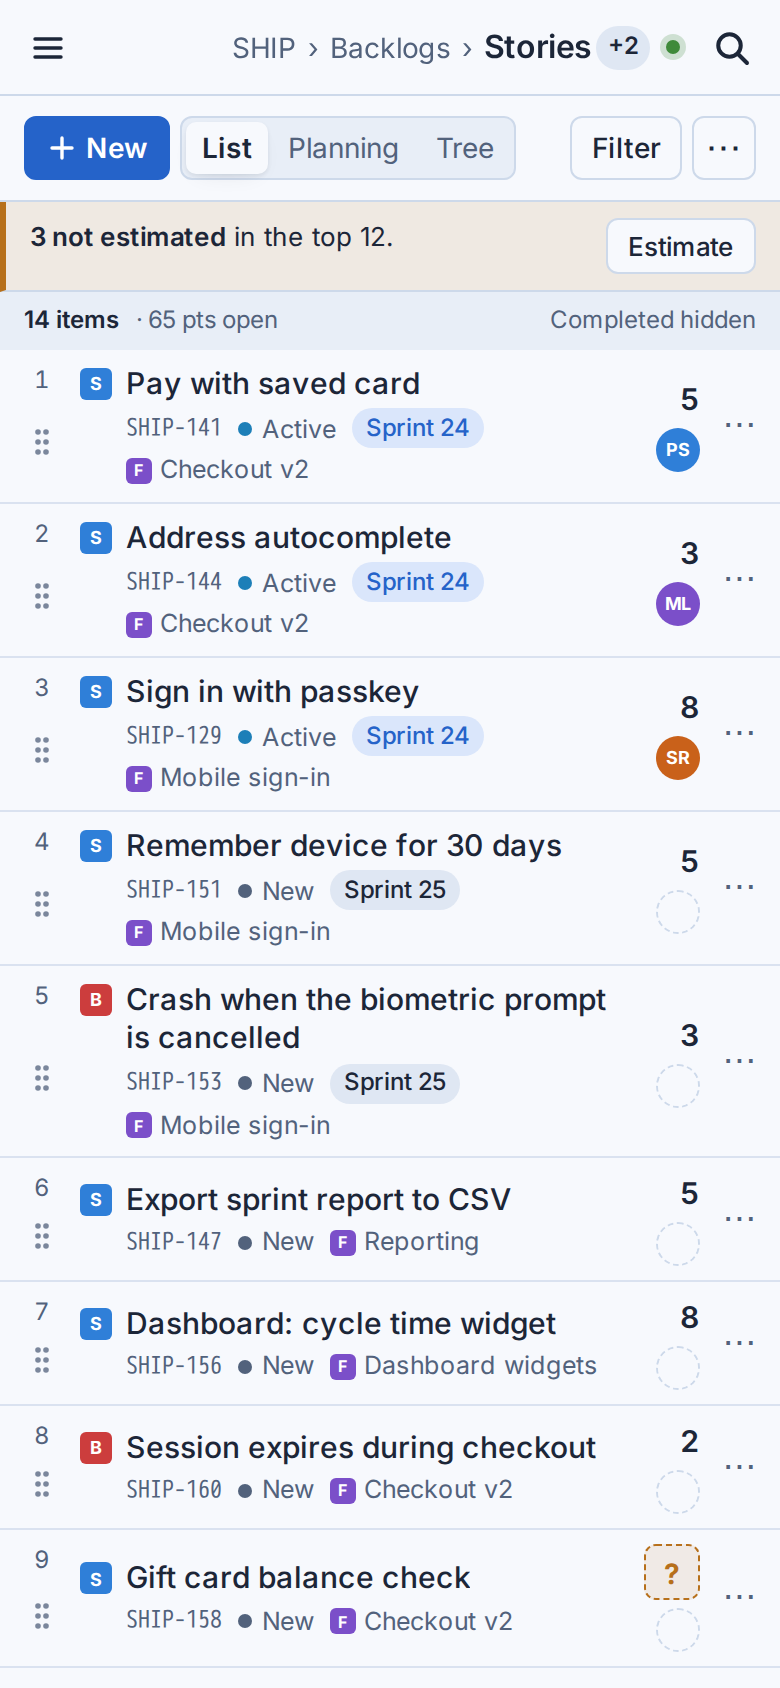 SHIP › Backlogs › Stories +2
+ New List Planning Tree Filter ···
3 not estimated in the top 12. Estimate
14 items · 65 pts open Completed hidden
1 S Pay with saved card 5
SHIP-141 Active Sprint 24 PS ···
F Checkout v2
2 S Address autocomplete 3
SHIP-144 Active Sprint 24 ML ···
F Checkout v2
3 S Sign in with passkey 8
SHIP-129 Active Sprint 24 SR ···
F Mobile sign-in
4 S Remember device for 30 days 5
SHIP-151 New Sprint 25 ···
F Mobile sign-in
5 B Crash when the biometric prompt
is cancelled 3
SHIP-153 New Sprint 25 ···
F Mobile sign-in
6 S Export sprint report to CSV 5
SHIP-147 New F Reporting ···
7 S Dashboard: cycle time widget 8
SHIP-156 New F Dashboard widgets ···
8 B Session expires during checkout 2
SHIP-160 New F Checkout v2 ···
9 S Gift card balance check ?
SHIP-158 New F Checkout v2 ···